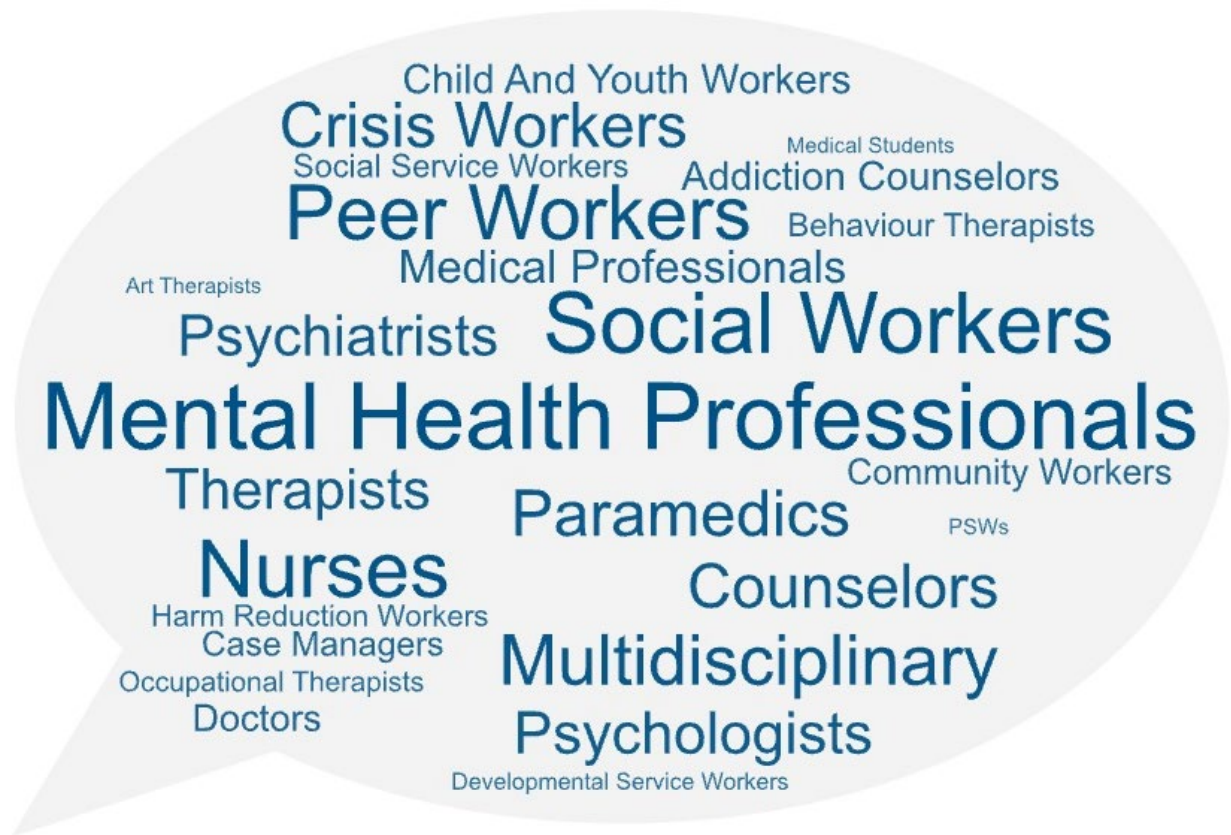 Child And Youth Workers
Crisis Workers
Medical Students
Social Service Workers
Addiction Counselors
Peer Workers
Behaviour Therapists
Medical Professionals
Art Therapists
Social Workers
Psychiatrists
Mental Health Professionals
Community Workers
Therapists
Paramedics
PSWs
Nurses
Counselors
Harm Reduction Workers
Case Managers
Multidisciplinary
Occupational Therapists
Doctors
Psychologists
Developmental Service Workers